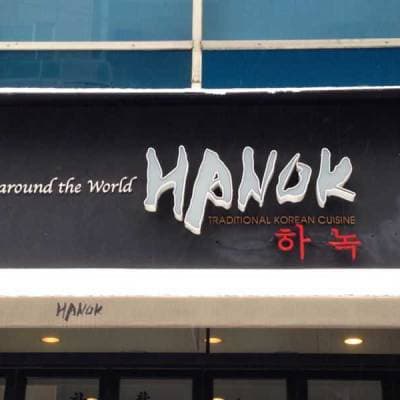 around the World
HANOK
TRADITIONAL KOREAN CUISINE
하녹
HANOK